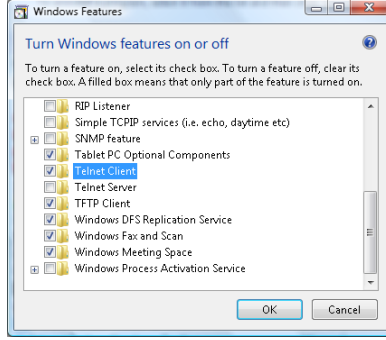 Windows Features
Turn Windows features on or off
To turn a feature on, select its check box. To turn a feature off, clear its
check box. A filled box means that only part of the feature is turned on.
RIP Listener
Simple TCPIP services (i.e. echo, daytime etc)
SNMP feature
Tablet PC Optional Components
Telnet Client
Telnet Server
TFTP Client
Windows DFS Replication Service
Windows Fax and Scan
Windows Meeting Space
Windows Process Activation Service
OK Cancel